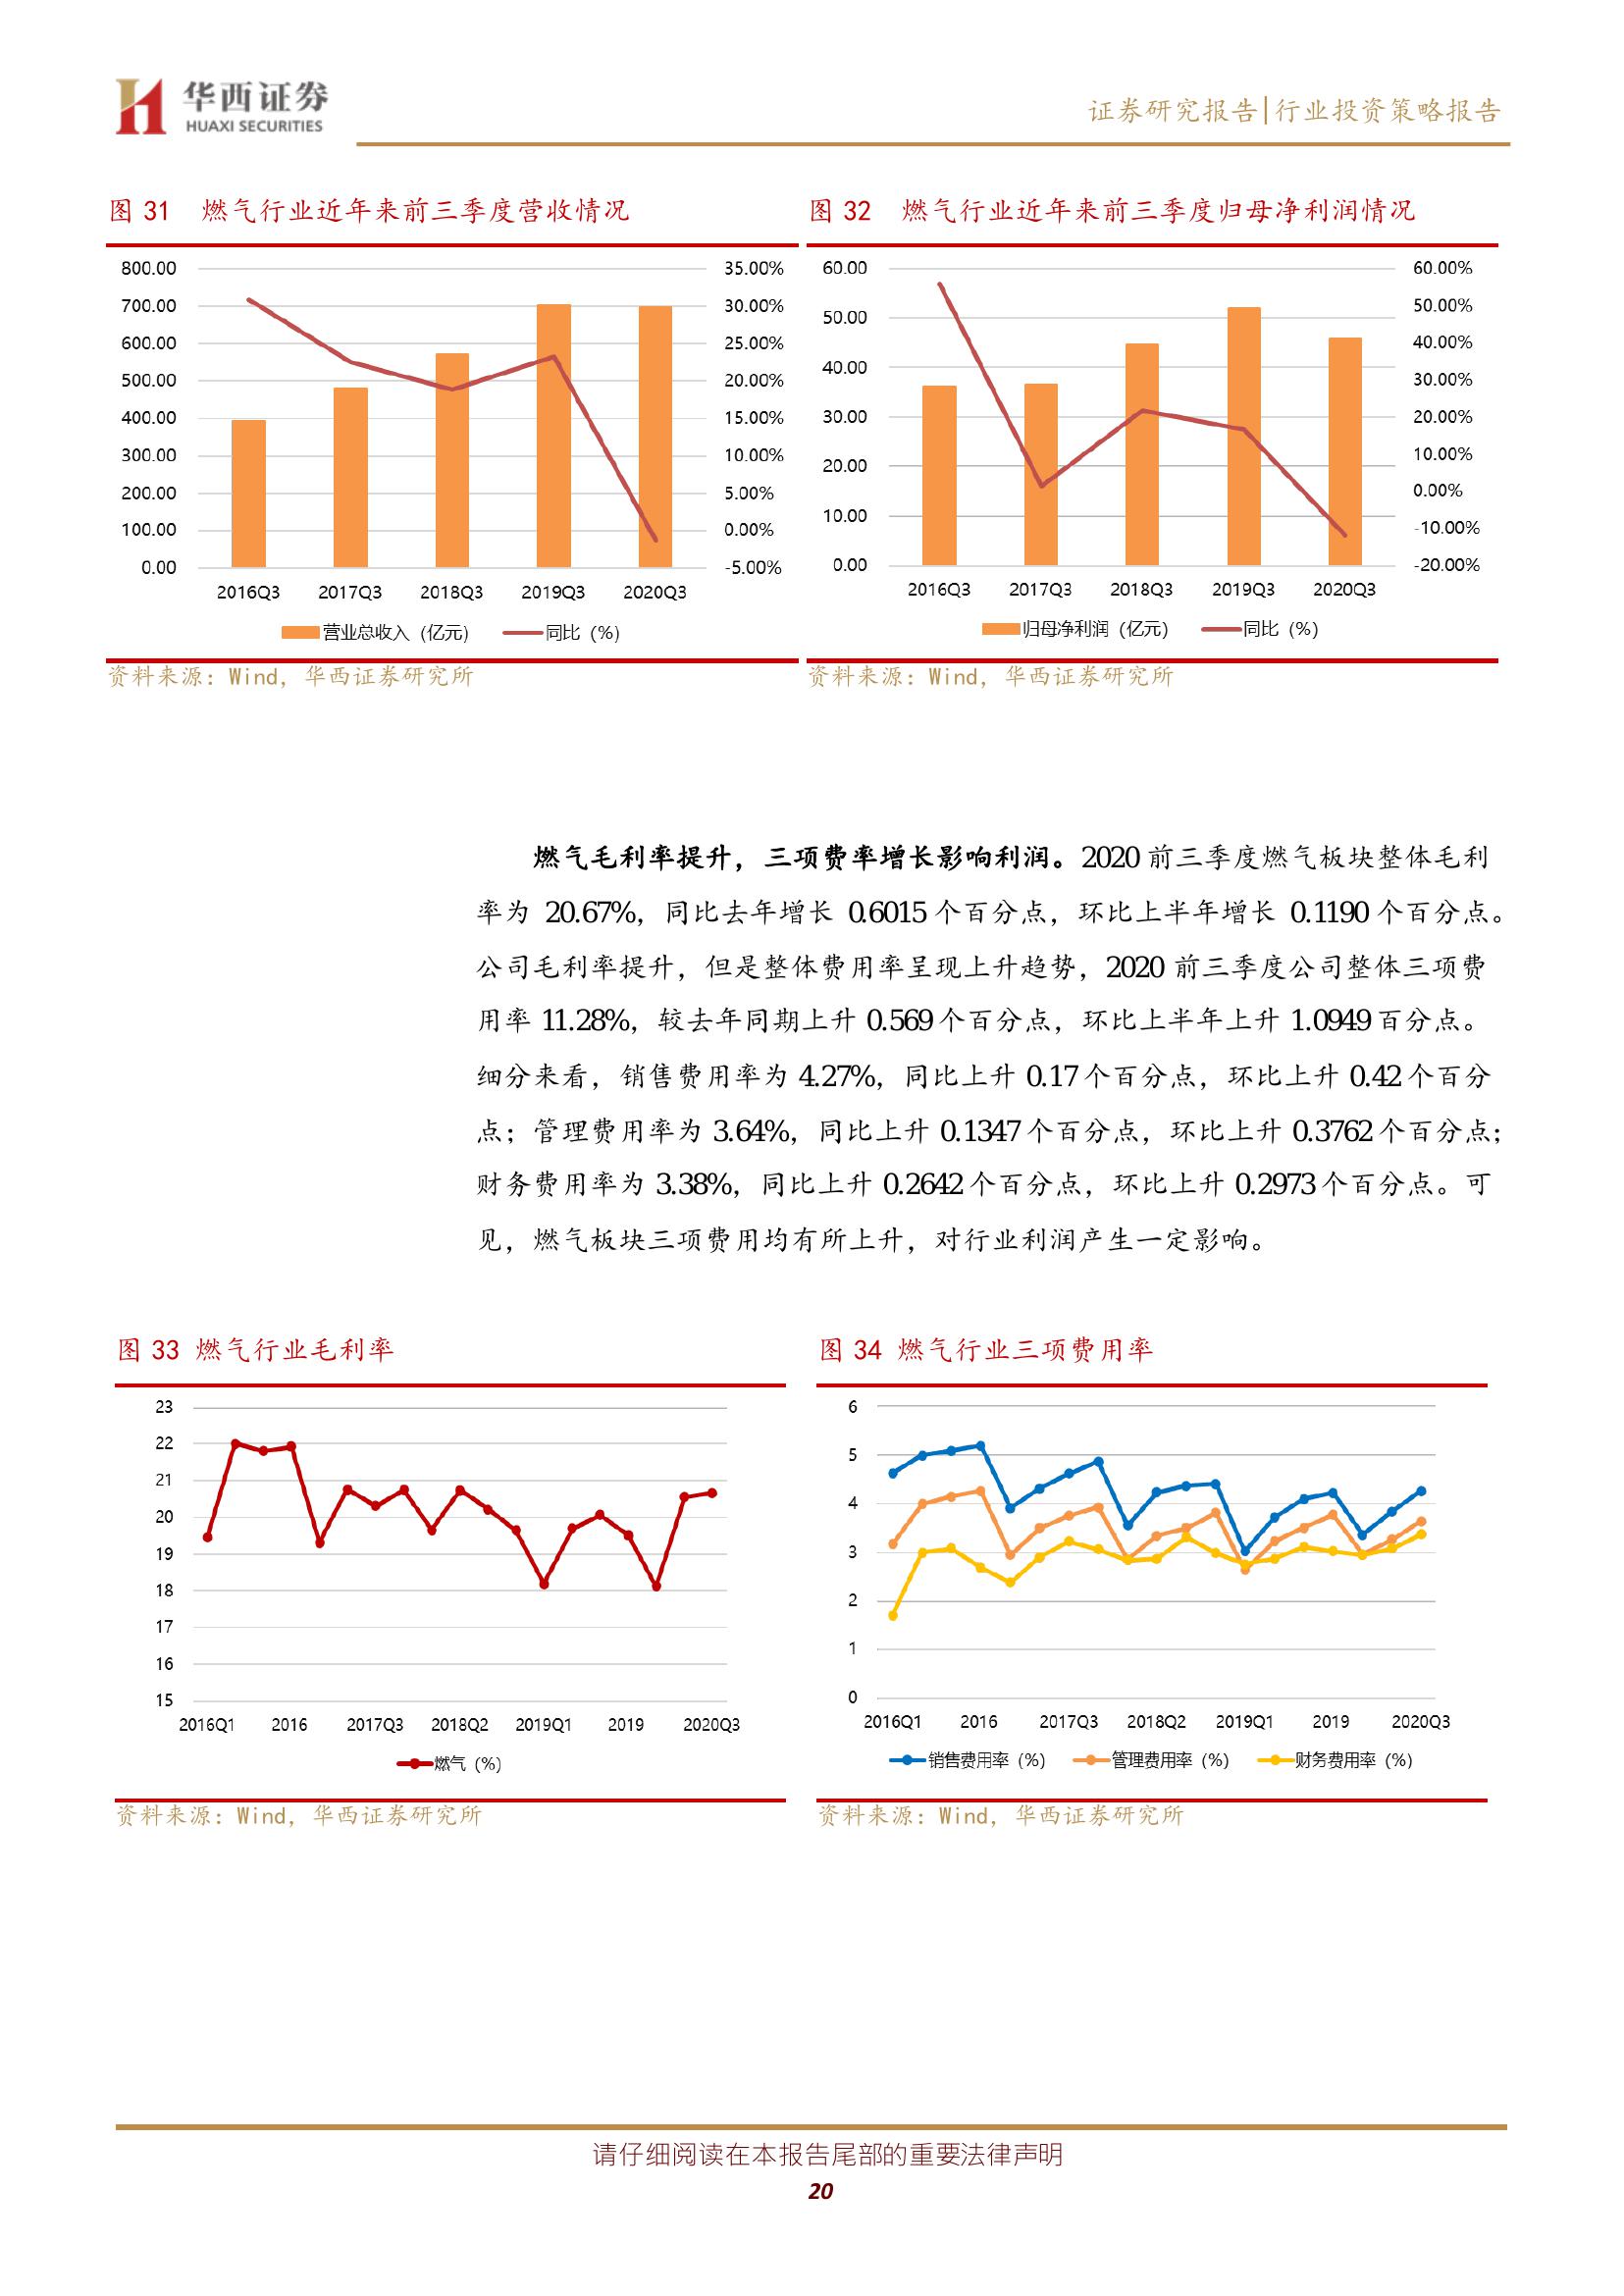 华西证券
HUAXI SECURITIES
证券研究报告|行业投资策略报告
图 31 燃气行业近年来前三季度营收情况
800.00
700.00
600.00
500.00
400.00
300.00
200.00
100.00
0.00
35.00%
30.00%
25.00%
20.00%
15.00%
10.00%
5.00%
0.00%
-5.00%
2016Q3 2017Q3 2018Q3 2019Q3 2020Q3
营业总收入（亿元） 同比（%）
资料来源：Wind，华西证券研究所
图 32 燃气行业近年来前三季度归母净利润情况
60.00
50.00
40.00
30.00
20.00
10.00
0.00
60.00%
50.00%
40.00%
30.00%
20.00%
10.00%
0.00%
-10.00%
-20.00%
2016Q3 2017Q3 2018Q3 2019Q3 2020Q3
归母净利润（亿元） 同比（%）
资料来源：Wind，华西证券研究所
燃气毛利率提升，三项费率增长影响利润。2020 前三季度燃气板块整体毛利
率为 20.67%，同比去年增长 0.6015 个百分点，环比上半年增长 0.1190 个百分点。
公司毛利率提升，但是整体费用率呈现上升趋势，2020 前三季度公司整体三项费
用率 11.28%，较去年同期上升 0.569 个百分点，环比上半年上升 1.0949 百分点。
细分来看，销售费用率为 4.27%，同比上升 0.17 个百分点，环比上升 0.42 个百分
点；管理费用率为 3.64%，同比上升 0.1347 个百分点，环比上升 0.3762 个百分点；
财务费用率为 3.38%，同比上升 0.2642 个百分点，环比上升 0.2973 个百分点。可
见，燃气板块三项费用均有所上升，对行业利润产生一定影响。
图 33 燃气行业毛利率
23
22
21
20
19
18
17
16
15
2016Q1 2016 2017Q3 2018Q2 2019Q1 2019 2020Q3
燃气（%）
资料来源：Wind，华西证券研究所
图 34 燃气行业三项费用率
6
5
4
3
2
1
0
2016Q1 2016 2017Q3 2018Q2 2019Q1 2019 2020Q3
销售费用率（%） 管理费用率（%） 财务费用率（%）
资料来源：Wind，华西证券研究所
请仔细阅读在本报告尾部的重要法律声明
20